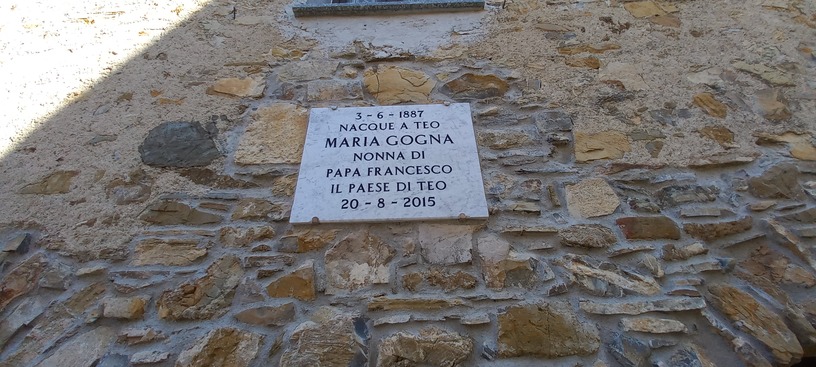 3 - 6 - 1887
NACQUE A TEO
MARIA GOGNA
NONNA DI
PAPA FRANCESCO
IL PAESE DI TEO
20 - 8 - 2015